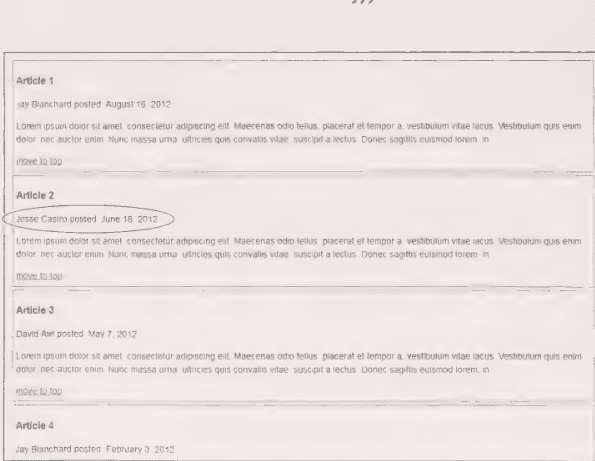 Article 1
Jay Blanchard posted August 16, 2012
Lorem ipsum dolor sit amet, consectetur adipiscing elit. Maecenas odio tellus, placerat et tempor a, vestibulum vitae lacus. Vestibulum quis enim
dolor, nec auctor enim. Nunc massa urna, ultricies quis convallis vitae, suscipit a lectus. Donec sagittis euismod lorem, in
move to top
Article 2
Jesse Castro posted June 18, 2012
Lorem ipsum dolor sit amet, consectetur adipiscing elit. Maecenas odio tellus, placerat et tempor a, vestibulum vitae lacus. Vestibulum quis enim
dolor, nec auctor enim. Nunc massa urna, ultricies quis convallis vitae, suscipit a lectus. Donec sagittis euismod lorem, in
move to top
Article 3
David Awl posted May 7, 2012
Lorem ipsum dolor sit amet, consectetur adipiscing elit. Maecenas odio tellus, placerat et tempor a, vestibulum vitae lacus. Vestibulum quis enim
dolor, nec auctor enim. Nunc massa urna, ultricies quis convallis vitae, suscipit a lectus. Donec sagittis euismod lorem, in
move to top
Article 4
Jay Blanchard posted February 3, 2012